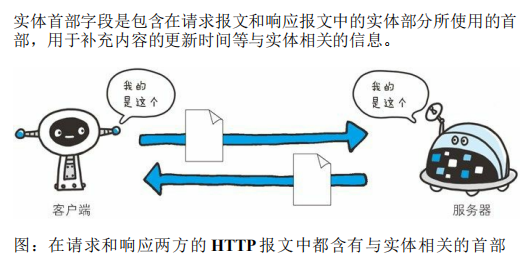 实体首部字段是包含在请求报文和响应报文中的实体部分所使用的首
部，用于补充内容的更新时间等与实体相关的信息。
我的
是这个
我的
是这个
客户端
服务器
图：在请求和响应两方的 HTTP 报文中都含有与实体相关的首部